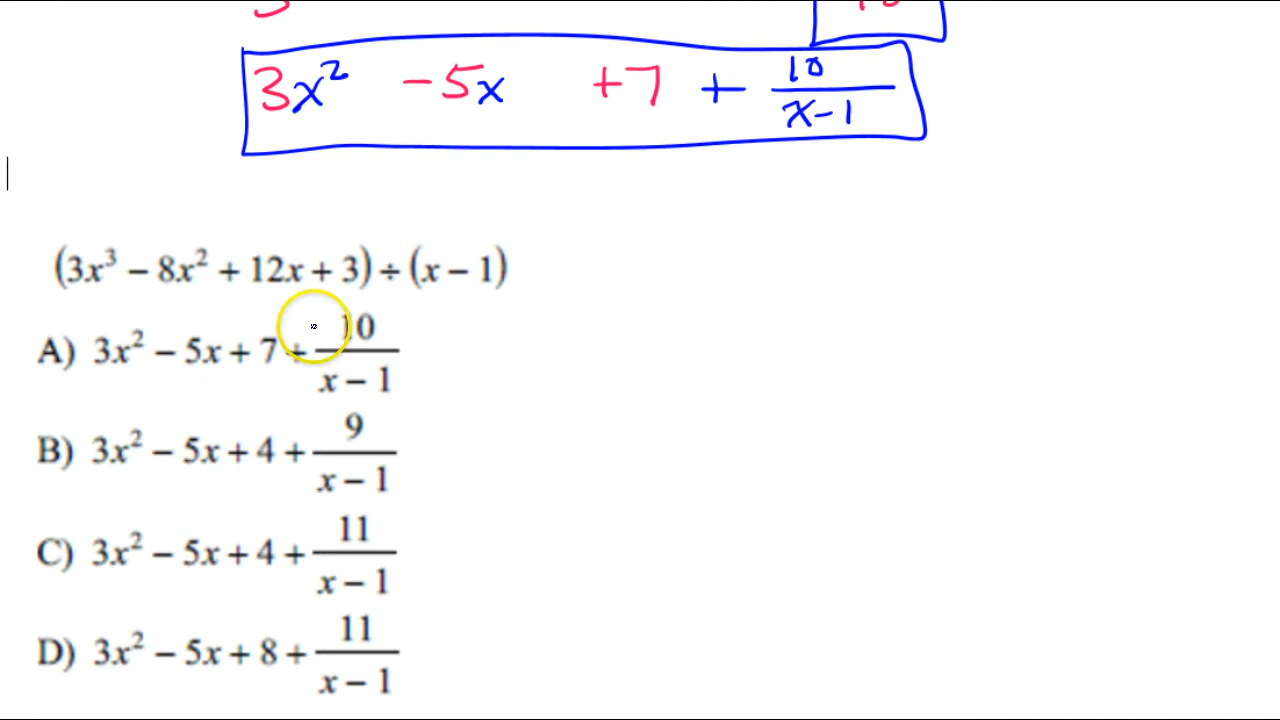 3x² -5x +7 + 10/(x-1)
(3x³ − 8x² + 12x + 3) ÷ (x − 1)
A) 3x² − 5x + 7 + 10/(x − 1)
B) 3x² − 5x + 4 + 9/(x − 1)
C) 3x² − 5x + 4 + 11/(x − 1)
D) 3x² − 5x + 8 + 11/(x − 1)